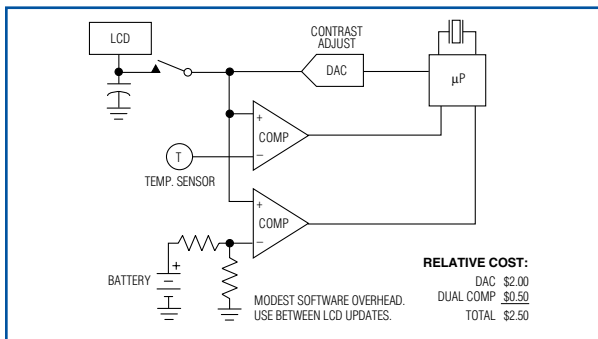 LCD
CONTRAST
ADJUST
DAC
µP
+
COMP
–
T
TEMP. SENSOR
+
COMP
–
+
BATTERY
MODEST SOFTWARE OVERHEAD.
USE BETWEEN LCD UPDATES.
RELATIVE COST:
DAC $2.00
DUAL COMP $0.50
TOTAL $2.50